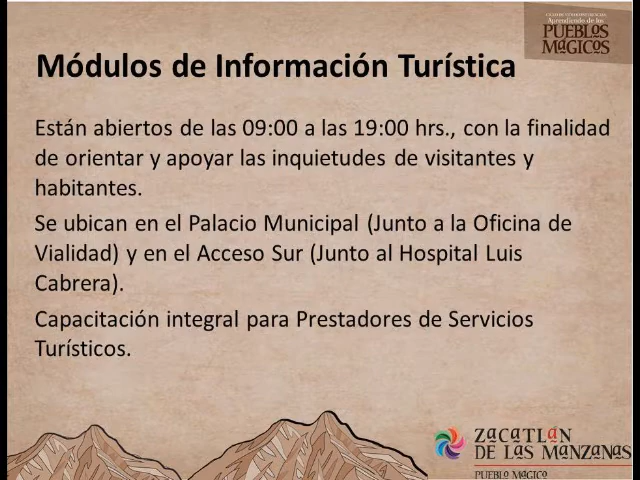 Aprendiendo de los
PUEBLOS
MÁGICOS
Módulos de Información Turística
Están abiertos de las 09:00 a las 19:00 hrs., con la finalidad
de orientar y apoyar las inquietudes de visitantes y
habitantes.
Se ubican en el Palacio Municipal (Junto a la Oficina de
Vialidad) y en el Acceso Sur (Junto al Hospital Luis
Cabrera).
Capacitación integral para Prestadores de Servicios
Turísticos.
ZACATLÁN
DE LAS MANZANAS
PUEBLO MÁGICO